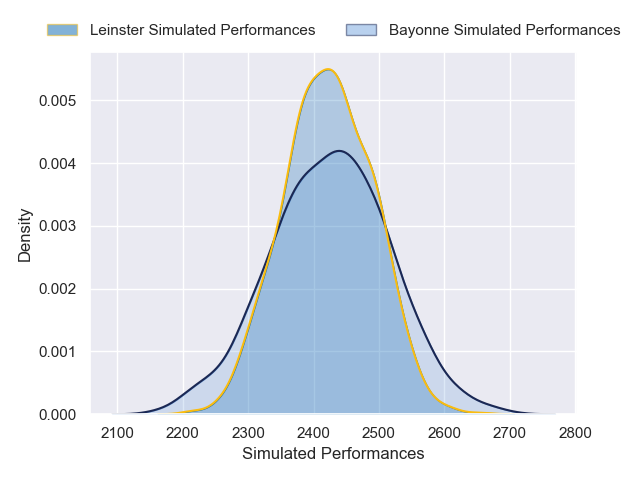 Leinster Simulated Performances Bayonne Simulated Performances
0.005
0.004
0.003
0.002
0.001
0.000
Density
2100 2200 2300 2400 2500 2600 2700 2800
Simulated Performances